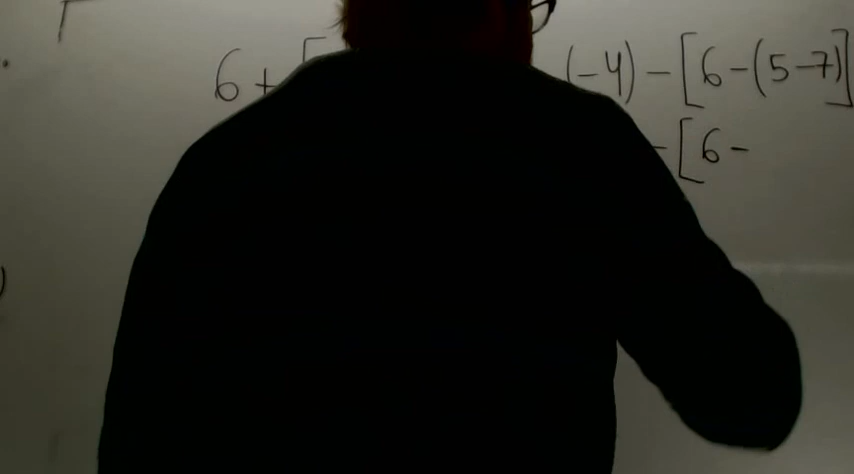 6 + [ (-4) - [6 - (5 - 7)]
- [6 -